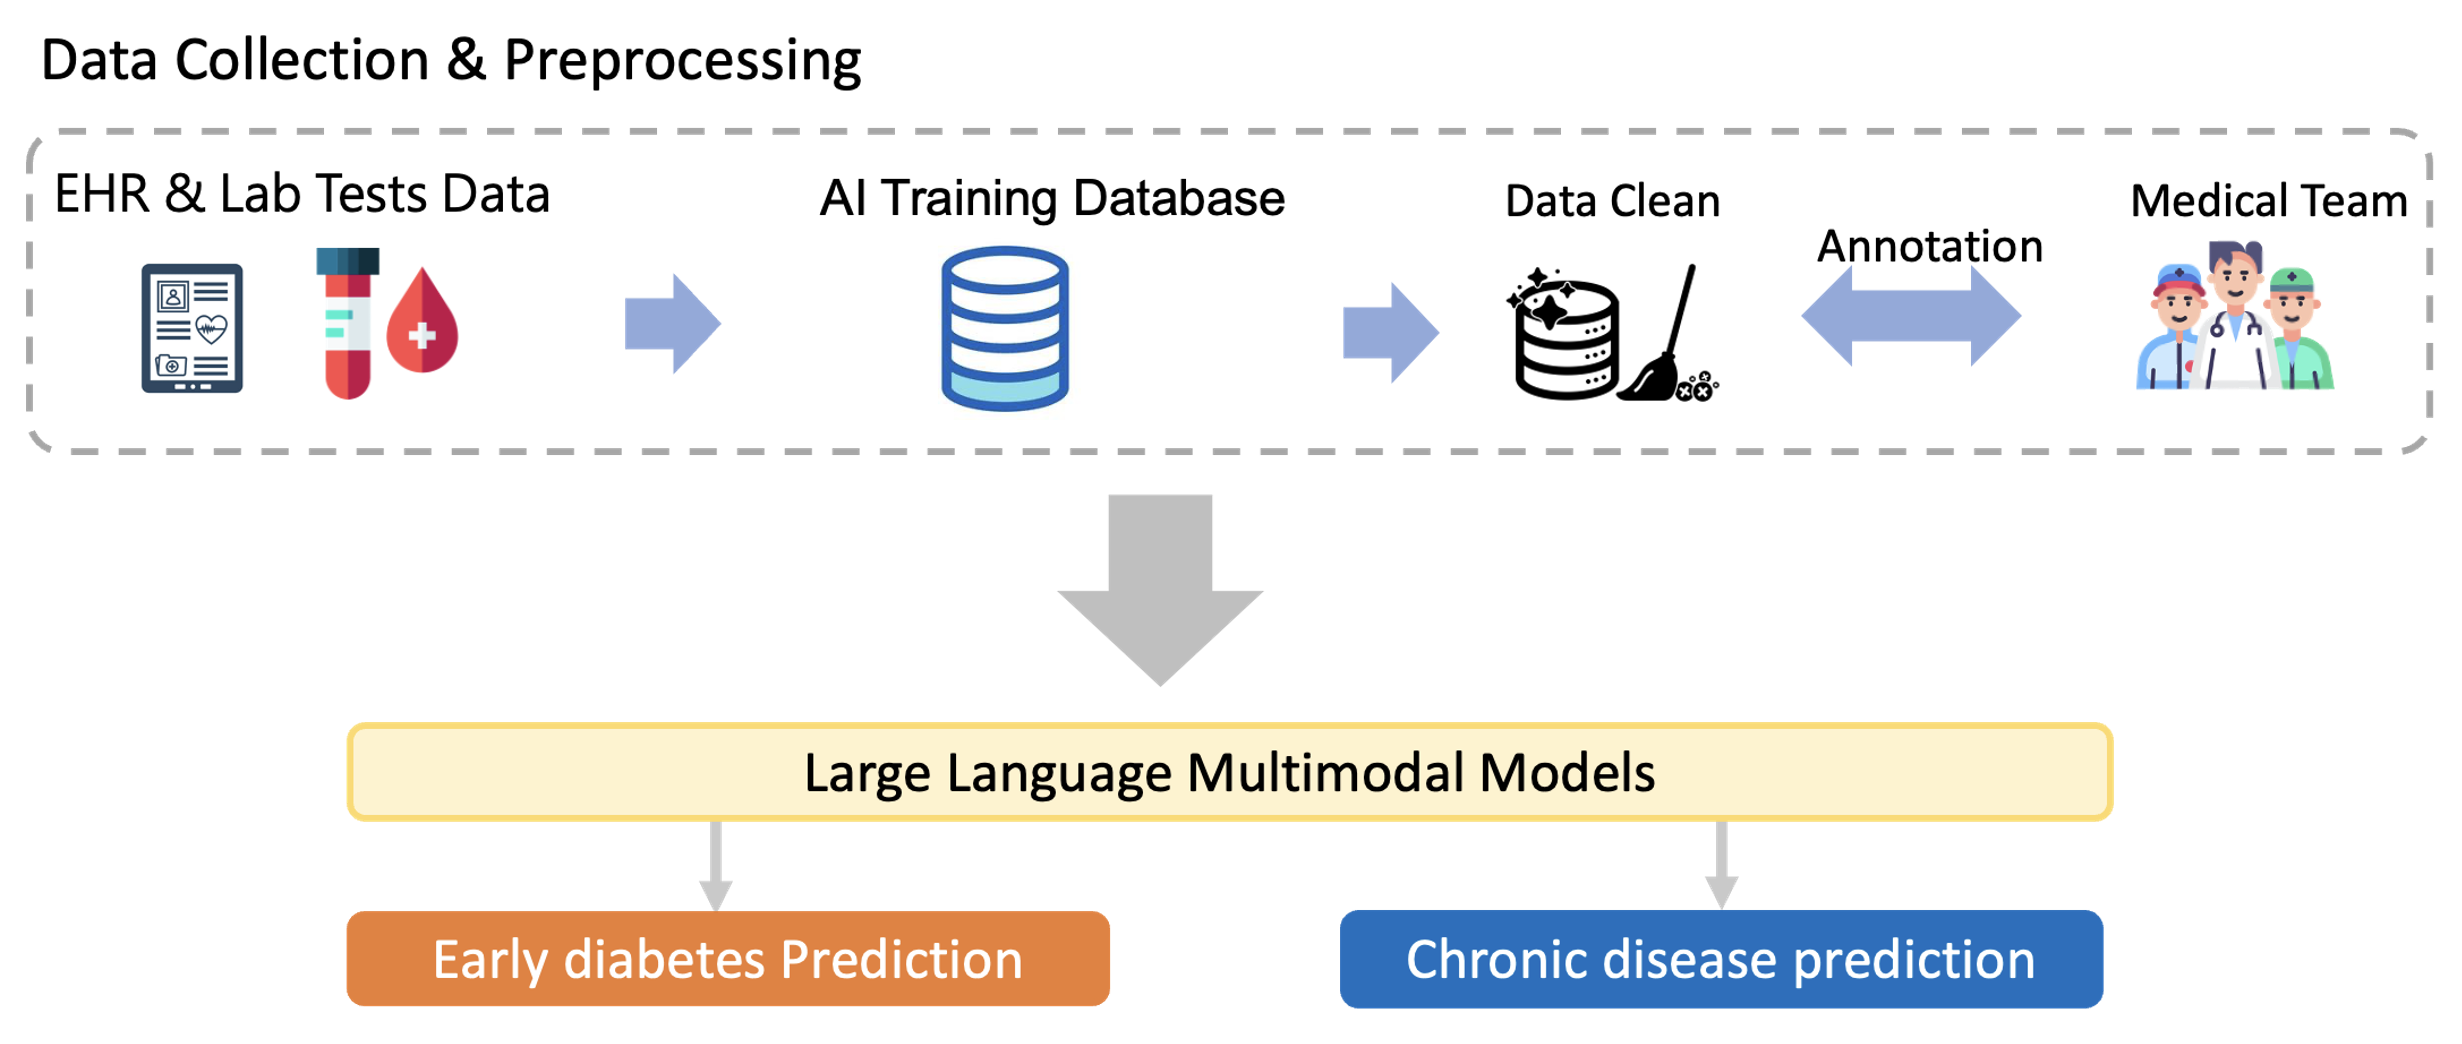 Data Collection & Preprocessing
EHR & Lab Tests Data
AI Training Database
Data Clean
Annotation
Medical Team
Large Language Multimodal Models
Early diabetes Prediction
Chronic disease prediction